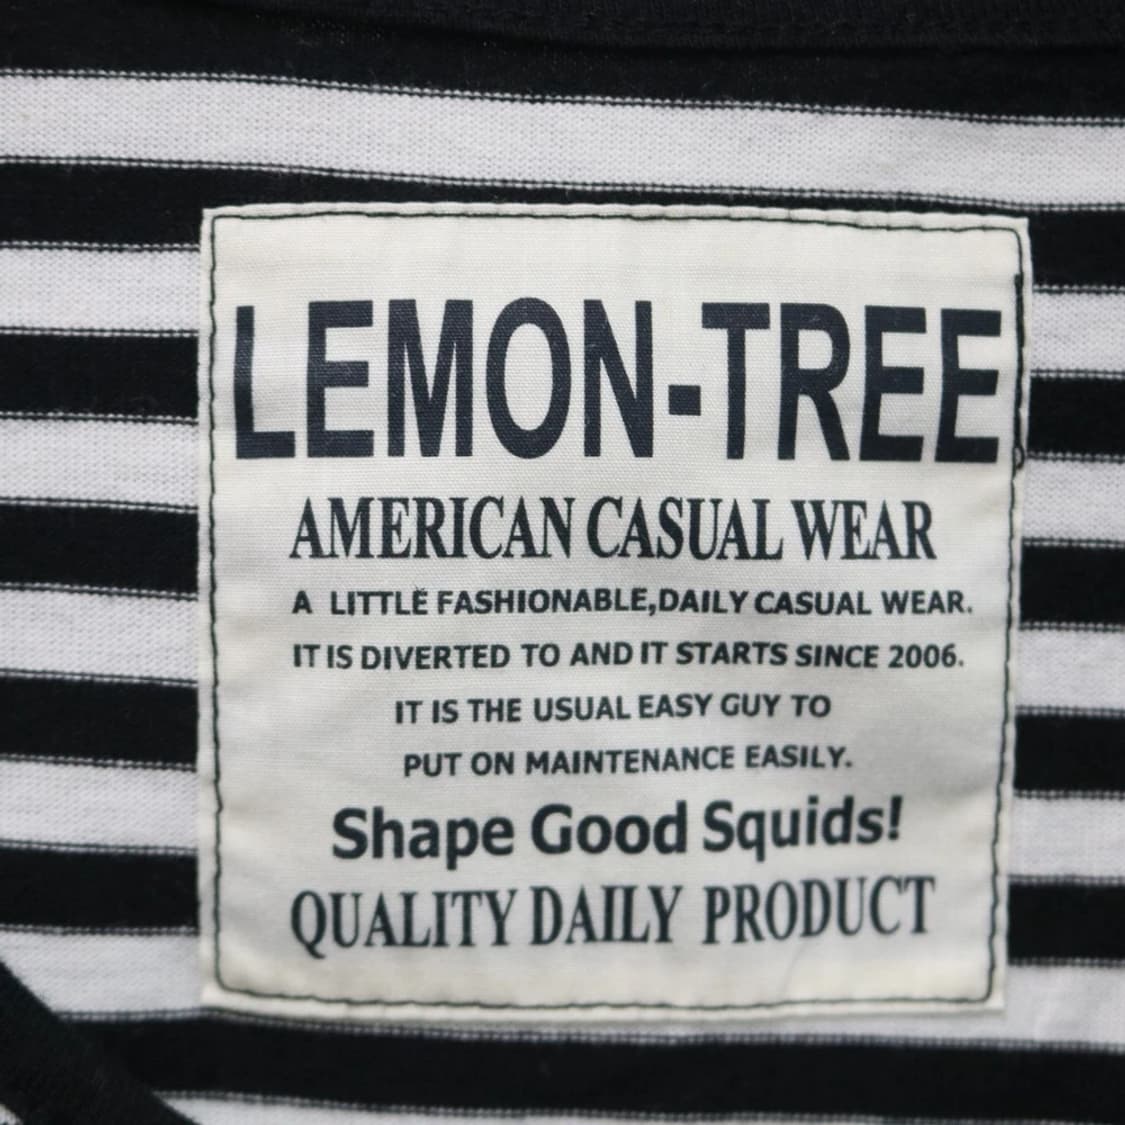 LEMON-TREE
AMERICAN CASUAL WEAR
A LITTLE FASHIONABLE,DAILY CASUAL WEAR.
IT IS DIVERTED TO AND IT STARTS SINCE 2006.
IT IS THE USUAL EASY GUY TO
PUT ON MAINTENANCE EASILY.
Shape Good Squids!
QUALITY DAILY PRODUCT